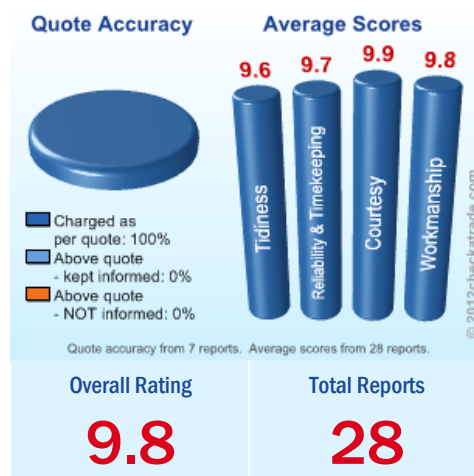 Quote Accuracy
Average Scores
9.6
9.7
9.9
9.8
Tidiness
Reliability & Timekeeping
Courtesy
Workmanship
Charged as
per quote: 100%
Above quote
- kept informed: 0%
Above quote
- NOT informed: 0%
© 2012checkatrade.com
Quote accuracy from 7 reports. Average scores from 28 reports.
Overall Rating
Total Reports
9.8
28